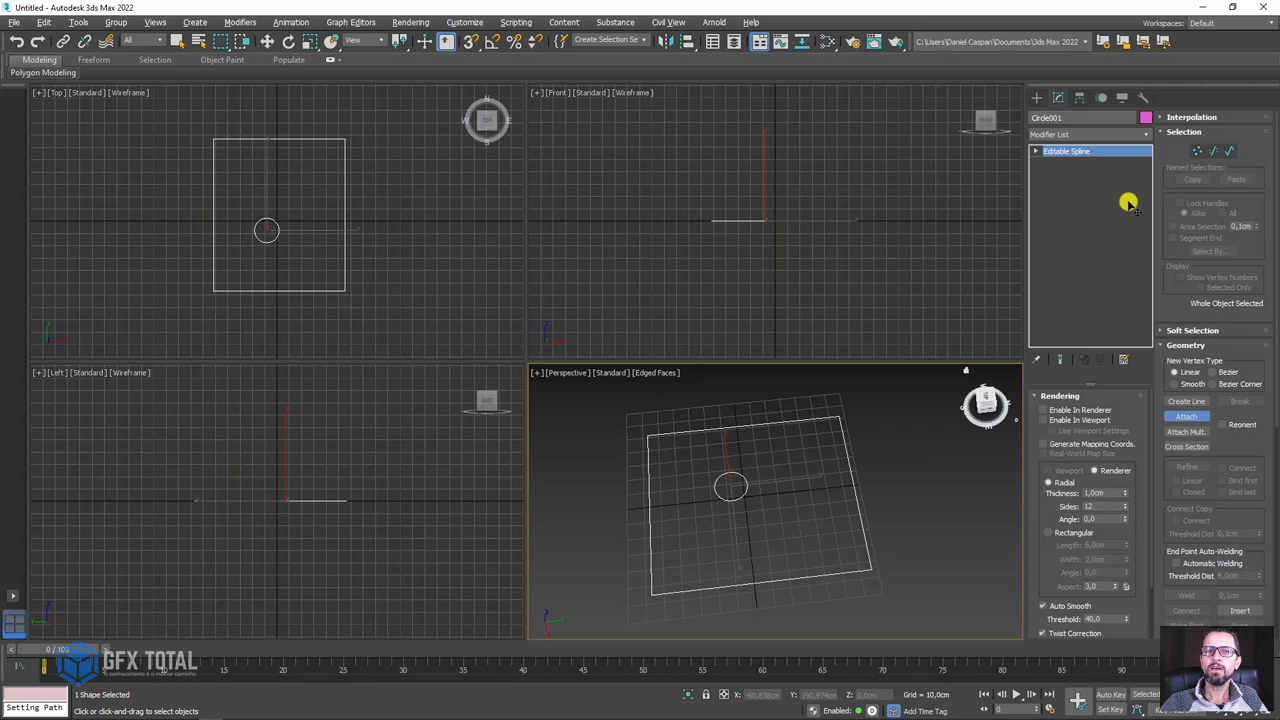 Untitled - Autodesk 3ds Max 2022
File Edit Tools Group Views Create Modifiers Animation Graph Editors Rendering Customize Scripting Content Substance Civil View Arnold Help
Workspaces: Default
All View Create Selection Se C:\Users\Daniel Caspari\Documents\3ds Max 2022
Modeling Freeform Selection Object Paint Populate
Polygon Modeling
[+] [Top] [Standard] [Wireframe]
[+] [Front] [Standard] [Wireframe]
[+] [Left] [Standard] [Wireframe]
[+] [Perspective] [Standard] [Edged Faces]
Circle001
Modifier List
Editable Spline
Rendering
Enable In Renderer
Enable In Viewport
Use Viewport Settings
Generate Mapping Coords.
Real-World Map Size
Viewport Renderer
Radial
Thickness: 1,0cm
Sides: 12
Angle: 0,0
Rectangular
Length: 6,0cm
Width: 2,0cm
Angle: 0,0
Aspect: 3,0
Auto Smooth
Threshold: 40,0
Twist Correction
Interpolation
Selection
Named Selections:
Copy Paste
Lock Handles
Alike All
Area Selection 0,1cm
Segment End
Select By...
Display
Show Vertex Numbers
Selected Only
Whole Object Selected
Soft Selection
Geometry
New Vertex Type
Linear Bezier
Smooth Bezier Corner
Create Line Break
Attach Reorient
Attach Mult.
Cross Section
Refine Connect
Linear Bind first
Closed Bind last
Connect Copy
Connect
Threshold Dist 0,1cm
End Point Auto-Welding
Automatic Welding
Threshold Dist 6,0cm
Weld 0,1cm
Connect Insert
0 / 100
0 15 20 25 30 35 40 45 50 55 60 65 70 75 80 85 90
GFX TOTAL
o conhecimento é o melhor caminho
Setting Path
1 Shape Selected
Click or click-and-drag to select objects
X: -60,838cm Y: 190,974cm Z: 0,0cm Grid = 10,0cm
Enabled: Add Time Tag
0
Auto Key Selected
Set Key